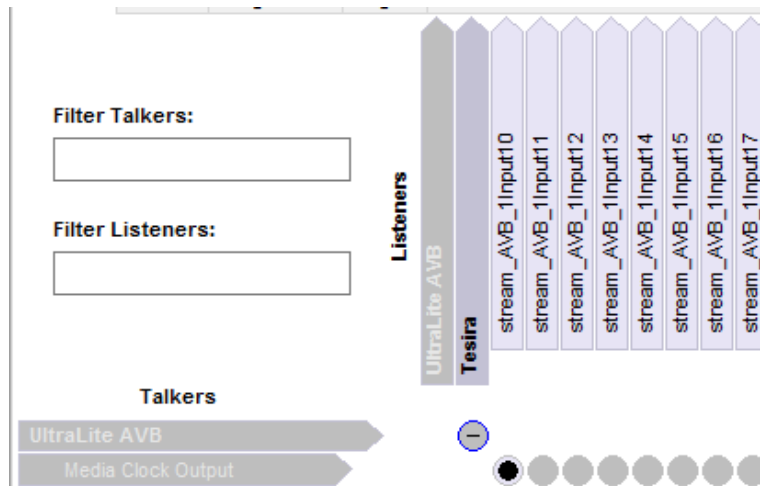 Filter Talkers:
Filter Listeners:
Listeners
UltraLite AVB
Tesira
stream_AVB_1Input10
stream_AVB_1Input11
stream_AVB_1Input12
stream_AVB_1Input13
stream_AVB_1Input14
stream_AVB_1Input15
stream_AVB_1Input16
stream_AVB_1Input17
Talkers
UltraLite AVB
Media Clock Output